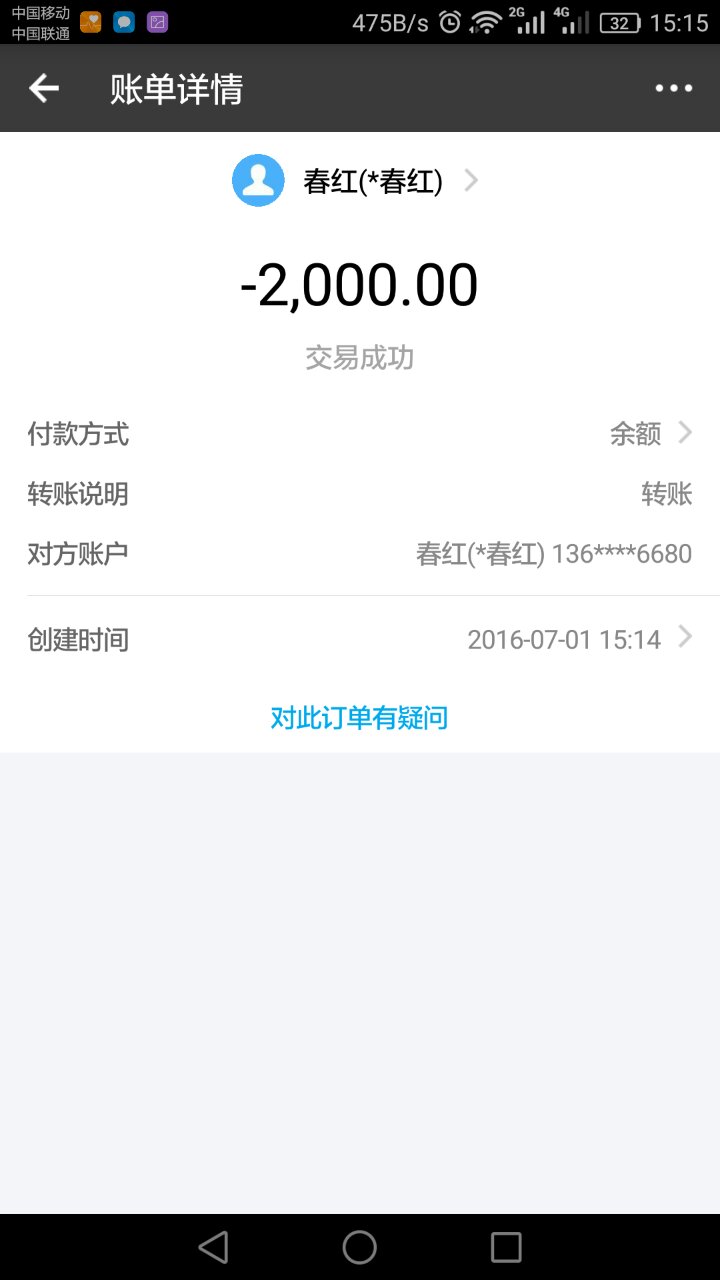 中国移动
中国联通
475B/s 2G 4G 32 15:15
账单详情
春红(*春红)
-2,000.00
交易成功
付款方式 余额
转账说明 转账
对方账户 春红(*春红) 136****6680
创建时间 2016-07-01 15:14
对此订单有疑问